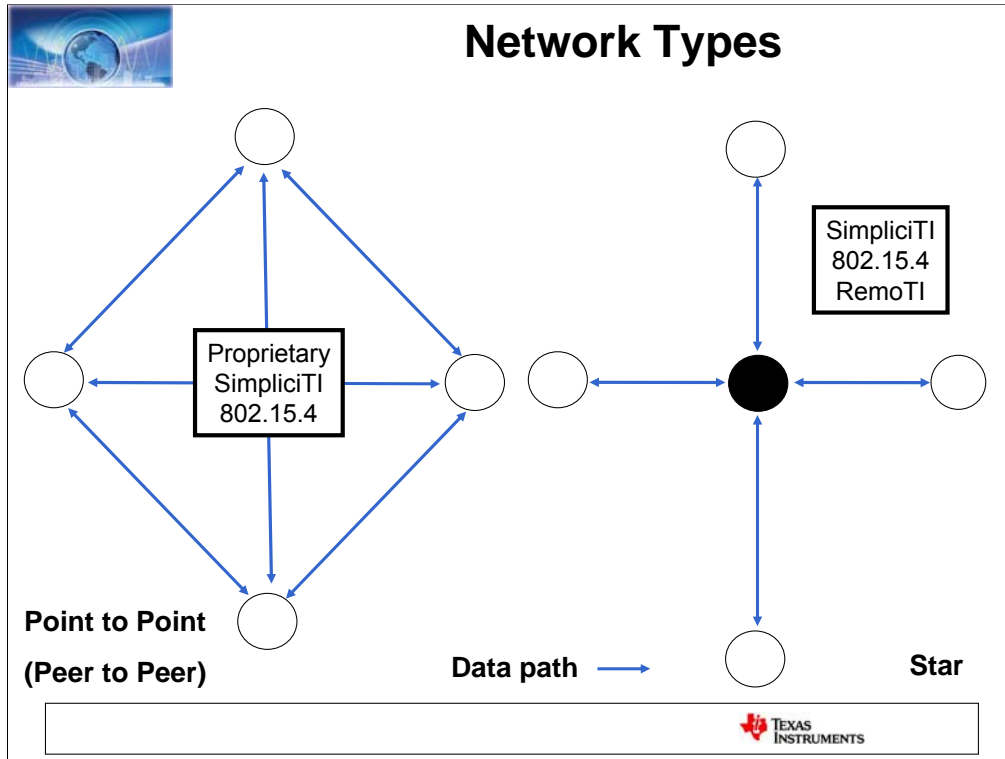 Network Types
Proprietary
SimpliciTI
802.15.4
SimpliciTI
802.15.4
RemoTI
Point to Point
(Peer to Peer)
Data path
Star
TEXAS
INSTRUMENTS